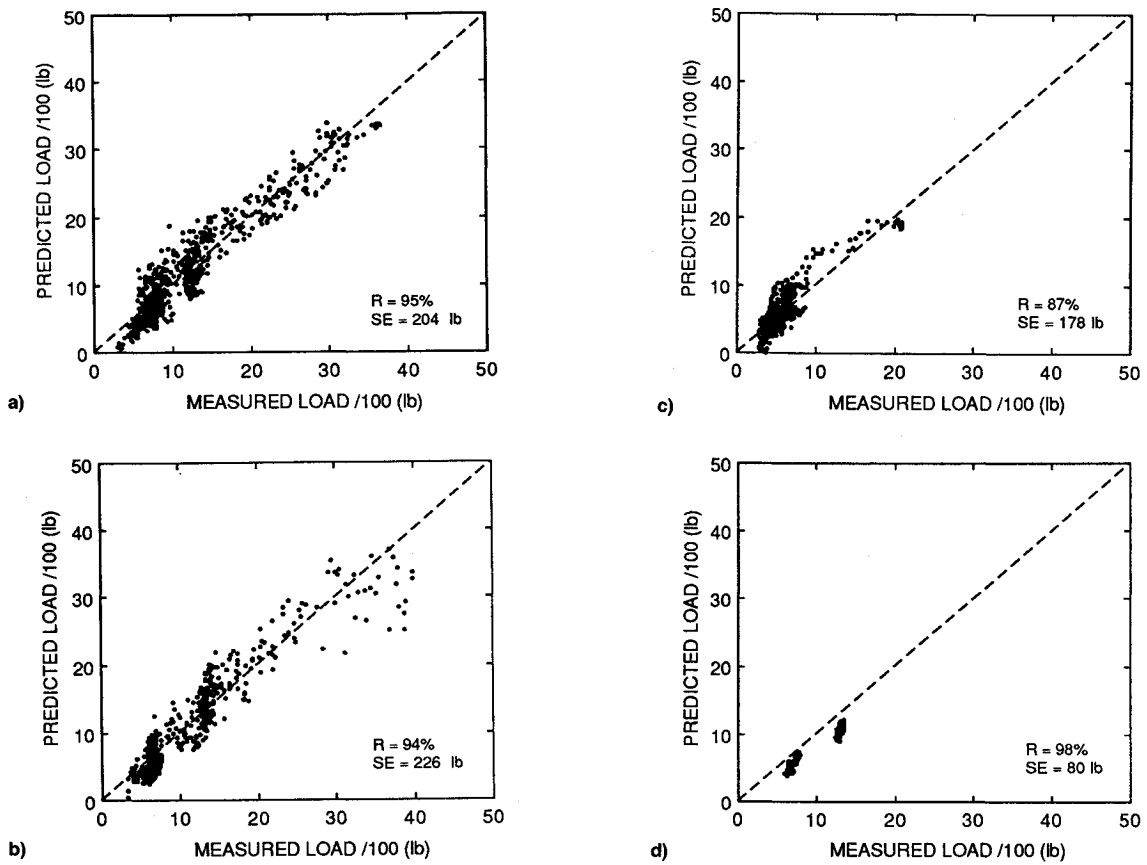 50
40
30
20
10
0
PREDICTED LOAD /100 (lb)
R = 95%
SE = 204 lb
0 10 20 30 40 50
MEASURED LOAD /100 (lb)
a)
50
40
30
20
10
0
PREDICTED LOAD /100 (lb)
R = 87%
SE = 178 lb
0 10 20 30 40 50
MEASURED LOAD /100 (lb)
c)
50
40
30
20
10
0
PREDICTED LOAD /100 (lb)
R = 94%
SE = 226 lb
0 10 20 30 40 50
MEASURED LOAD /100 (lb)
b)
50
40
30
20
10
0
PREDICTED LOAD /100 (lb)
R = 98%
SE = 80 lb
0 10 20 30 40 50
MEASURED LOAD /100 (lb)
d)